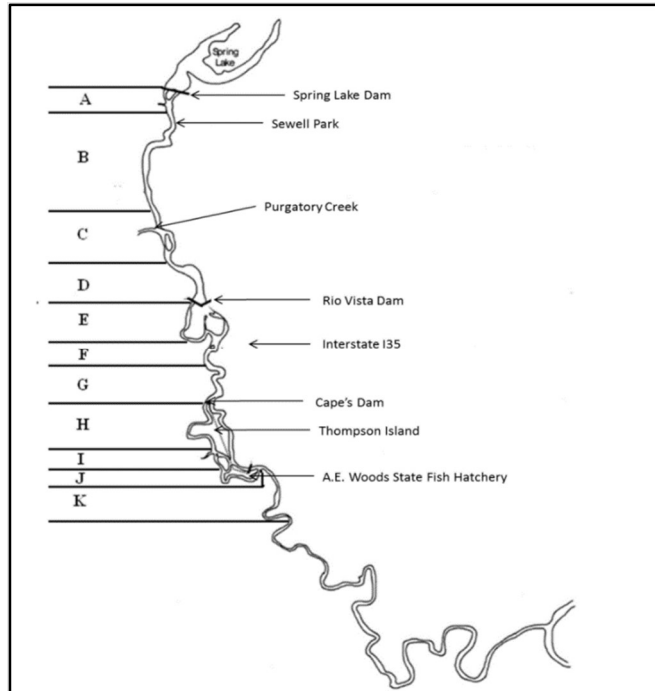 Spring
Lake
A
Spring Lake Dam
Sewell Park
B
Purgatory Creek
C
D
Rio Vista Dam
E
Interstate I35
F
G
Cape's Dam
H
Thompson Island
I
A.E. Woods State Fish Hatchery
J
K